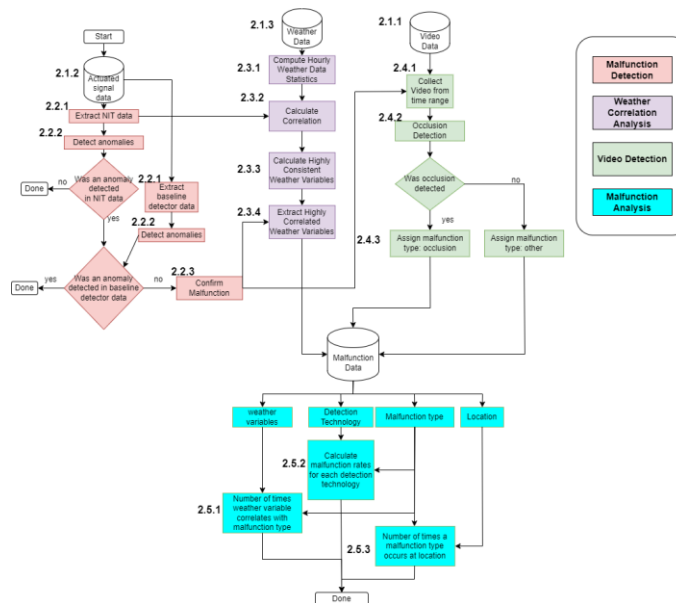 Start
2.1.2
Actuated
signal
data
2.2.1
Extract NIT data
2.2.2
Detect anomalies
Was an
anomaly
detected
in NIT data
no
Done
yes
2.2.1
Extract
baseline
detector data
2.2.2
Detect anomalies
Was an anomaly
detected in baseline
detector data
yes
Done
no
2.2.3
Confirm
Malfunction
2.1.3
Weather
Data
2.3.1
Compute Hourly
Weather Data
Statistics
2.3.2
Calculate
Correlation
2.3.3
Calculate Highly
Consistent
Weather Variables
2.3.4
Extract Highly
Correlated
Weather Variables
2.1.1
Video
Data
2.4.1
Collect
Video from
time range
2.4.2
Occlusion
Detection
Was occlusion
detected
no
yes
2.4.3
Assign malfunction
type: occlusion
Assign malfunction
type: other
Malfunction
Data
weather
variables
Detection
Technology
Malfunction type
Location
2.5.2
Calculate
malfunction rates
for each detection
technology
2.5.1
Number of times
weather variable
correlates with
malfunction type
2.5.3
Number of times a
malfunction type
occurs at location
Done
Malfunction
Detection
Weather
Correlation
Analysis
Video Detection
Malfunction
Analysis